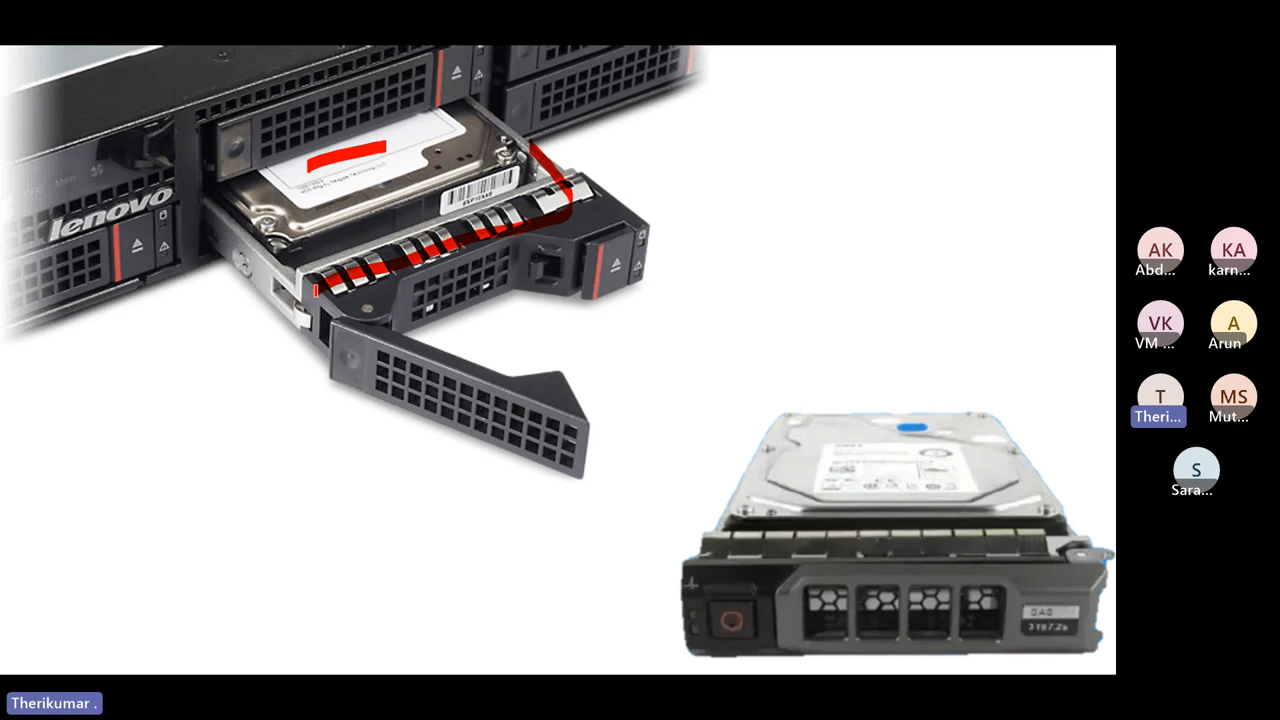 lenovo
SAS
AK
Abd...
KA
karn...
VK
VM ...
A
Arun
T
Theri...
MS
Mut...
S
Sara...
Therikumar .